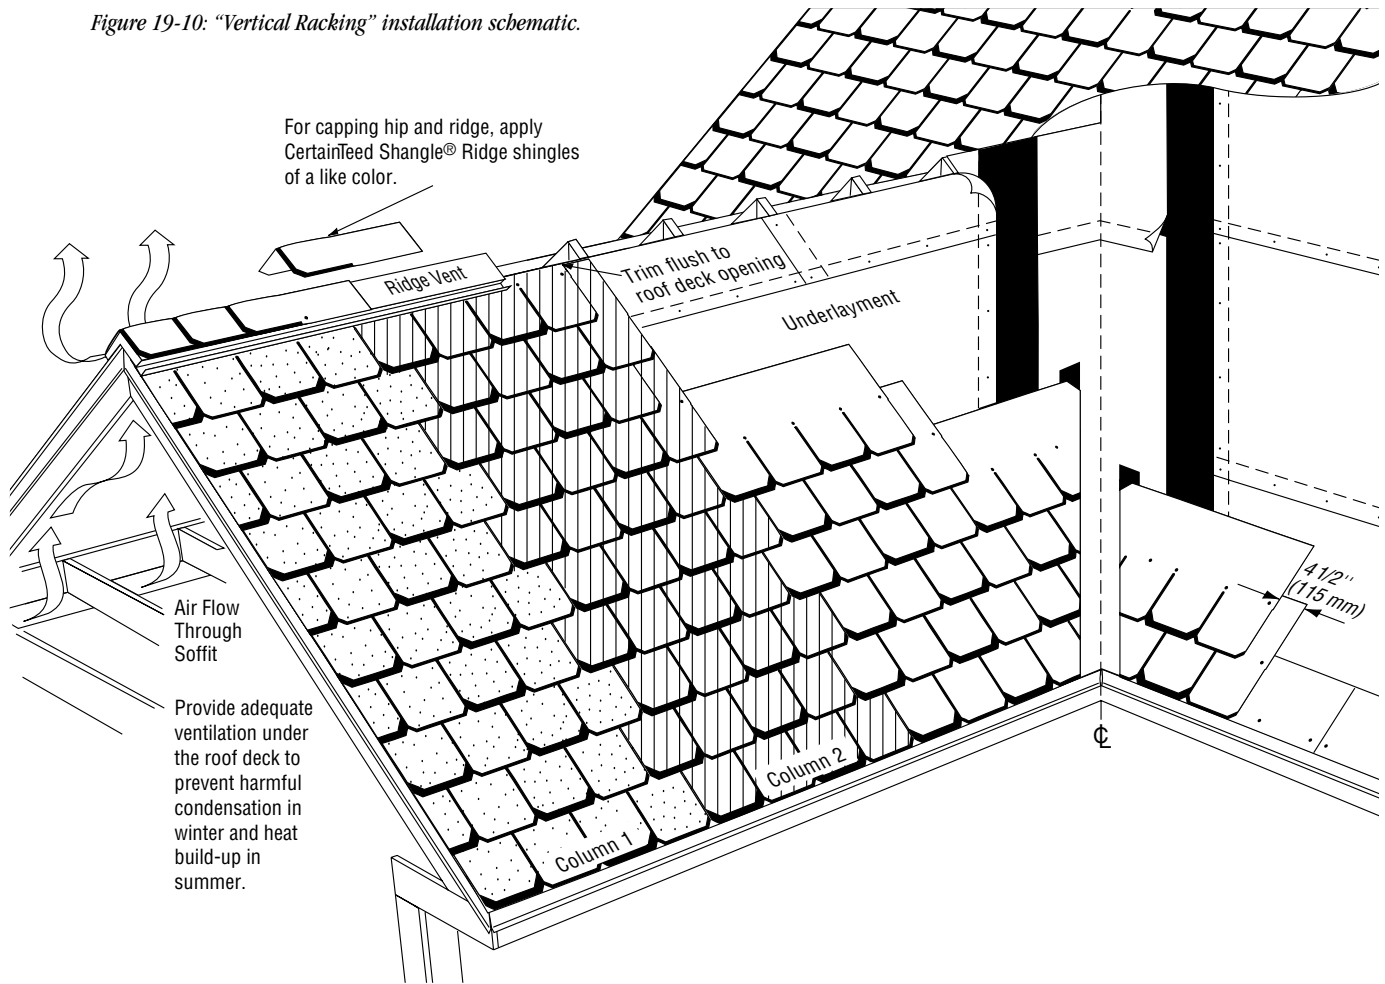 Figure 19-10: “Vertical Racking” installation schematic.
For capping hip and ridge, apply
CertainTeed Shangle® Ridge shingles
of a like color.
Ridge Vent
Trim flush to
roof deck opening
Underlayment
4 1/2''
(115 mm)
Air Flow
Through
Soffit
Provide adequate
ventilation under
the roof deck to
prevent harmful
condensation in
winter and heat
build-up in
summer.
Column 1
Column 2
℄